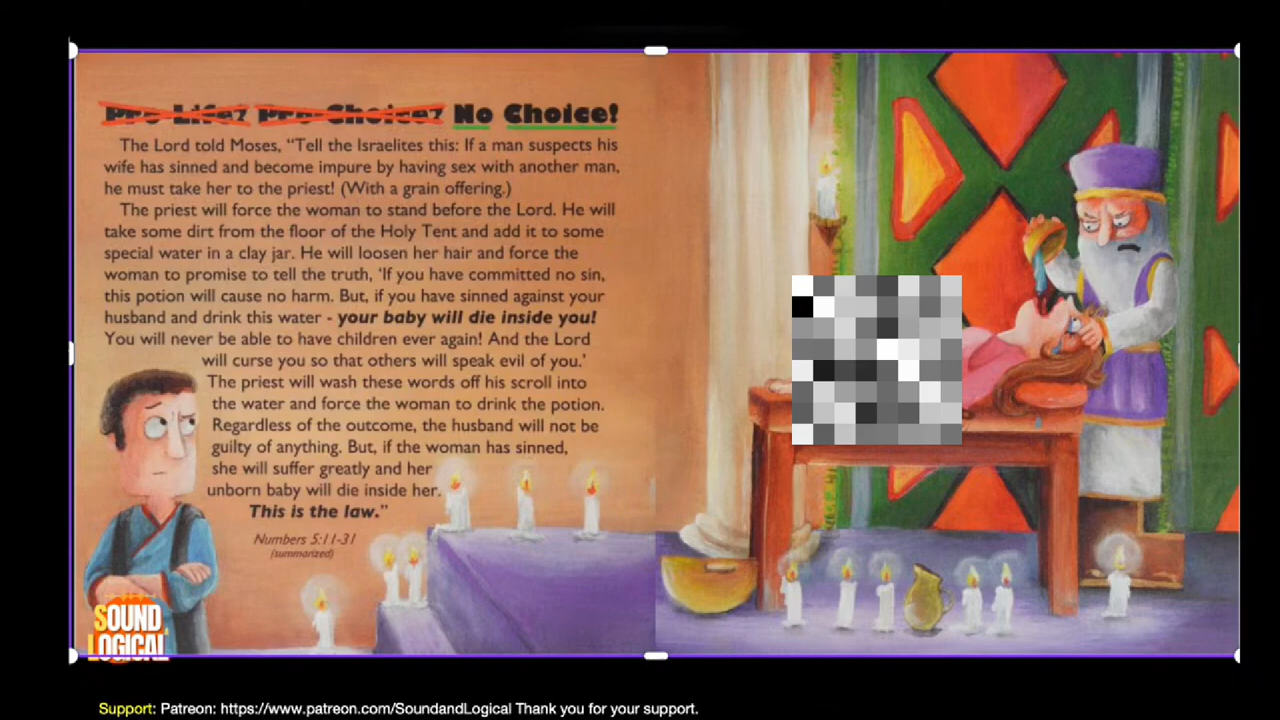 Pro-Life? Pro-Choice? No Choice!
The Lord told Moses, “Tell the Israelites this: If a man suspects his
wife has sinned and become impure by having sex with another man,
he must take her to the priest! (With a grain offering.)
The priest will force the woman to stand before the Lord. He will
take some dirt from the floor of the Holy Tent and add it to some
special water in a clay jar. He will loosen her hair and force the
woman to promise to tell the truth, ‘If you have committed no sin,
this potion will cause no harm. But, if you have sinned against your
husband and drink this water - your baby will die inside you!
You will never be able to have children ever again! And the Lord
will curse you so that others will speak evil of you.’
The priest will wash these words off his scroll into
the water and force the woman to drink the potion.
Regardless of the outcome, the husband will not be
guilty of anything. But, if the woman has sinned,
she will suffer greatly and her
unborn baby will die inside her.
This is the law.”
Numbers 5:11-31
(summarized)
SOUND
LOGICAL
Support: Patreon: https://www.patreon.com/SoundandLogical Thank you for your support.